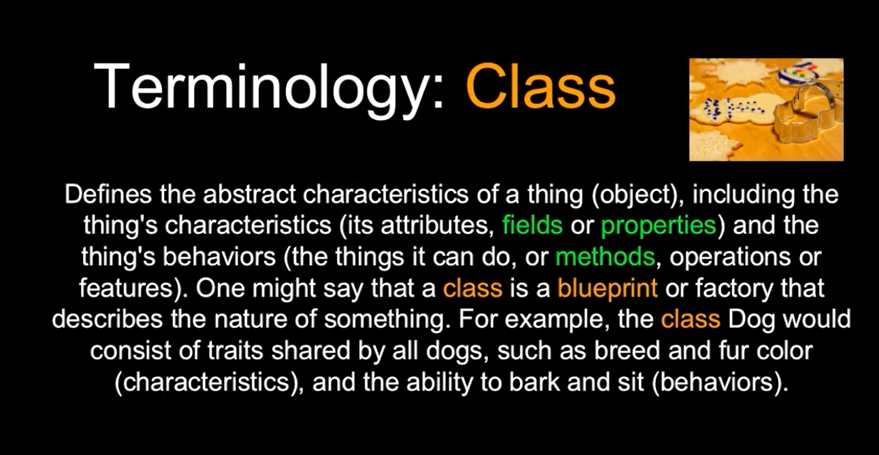 Terminology: Class
Defines the abstract characteristics of a thing (object), including the
thing's characteristics (its attributes, fields or properties) and the
thing's behaviors (the things it can do, or methods, operations or
features). One might say that a class is a blueprint or factory that
describes the nature of something. For example, the class Dog would
consist of traits shared by all dogs, such as breed and fur color
(characteristics), and the ability to bark and sit (behaviors).